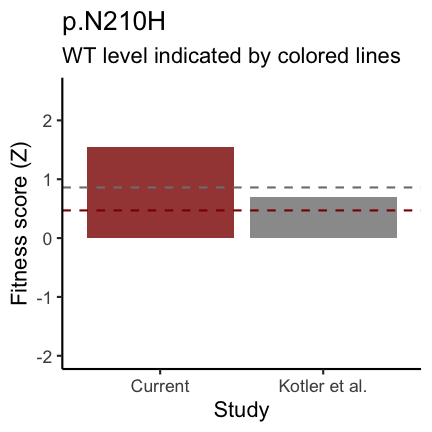 p.N210H
WT level indicated by colored lines
Fitness score (Z)
2
1
0
-1
-2
Current
Kotler et al.
Study